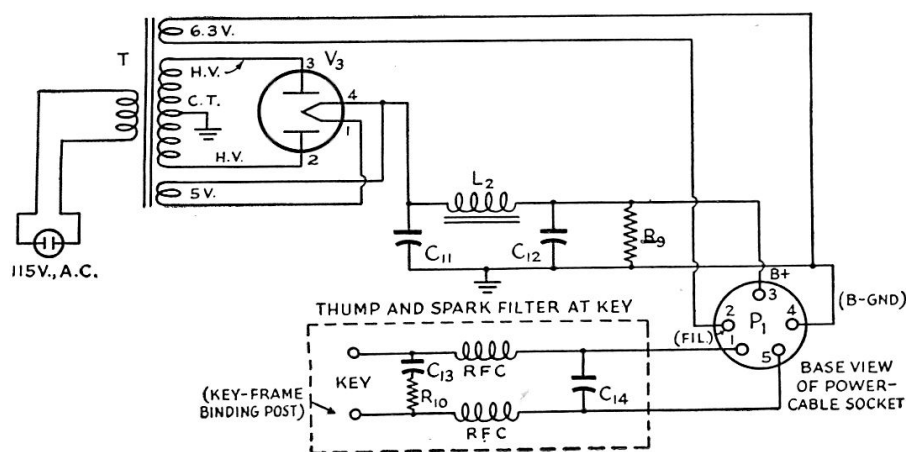 6.3 V.
T
H.V.
3
V3
C.T.
4
1
H.V.
2
5 V.
115 V., A.C.
L2
C11
C12
R9
B+
3
2
P1
4
(B-GND)
(FIL.)
1
5
THUMP AND SPARK FILTER AT KEY
KEY
C13
RFC
R10
C14
RFC
(KEY-FRAME
BINDING POST)
BASE VIEW
OF POWER-
CABLE SOCKET